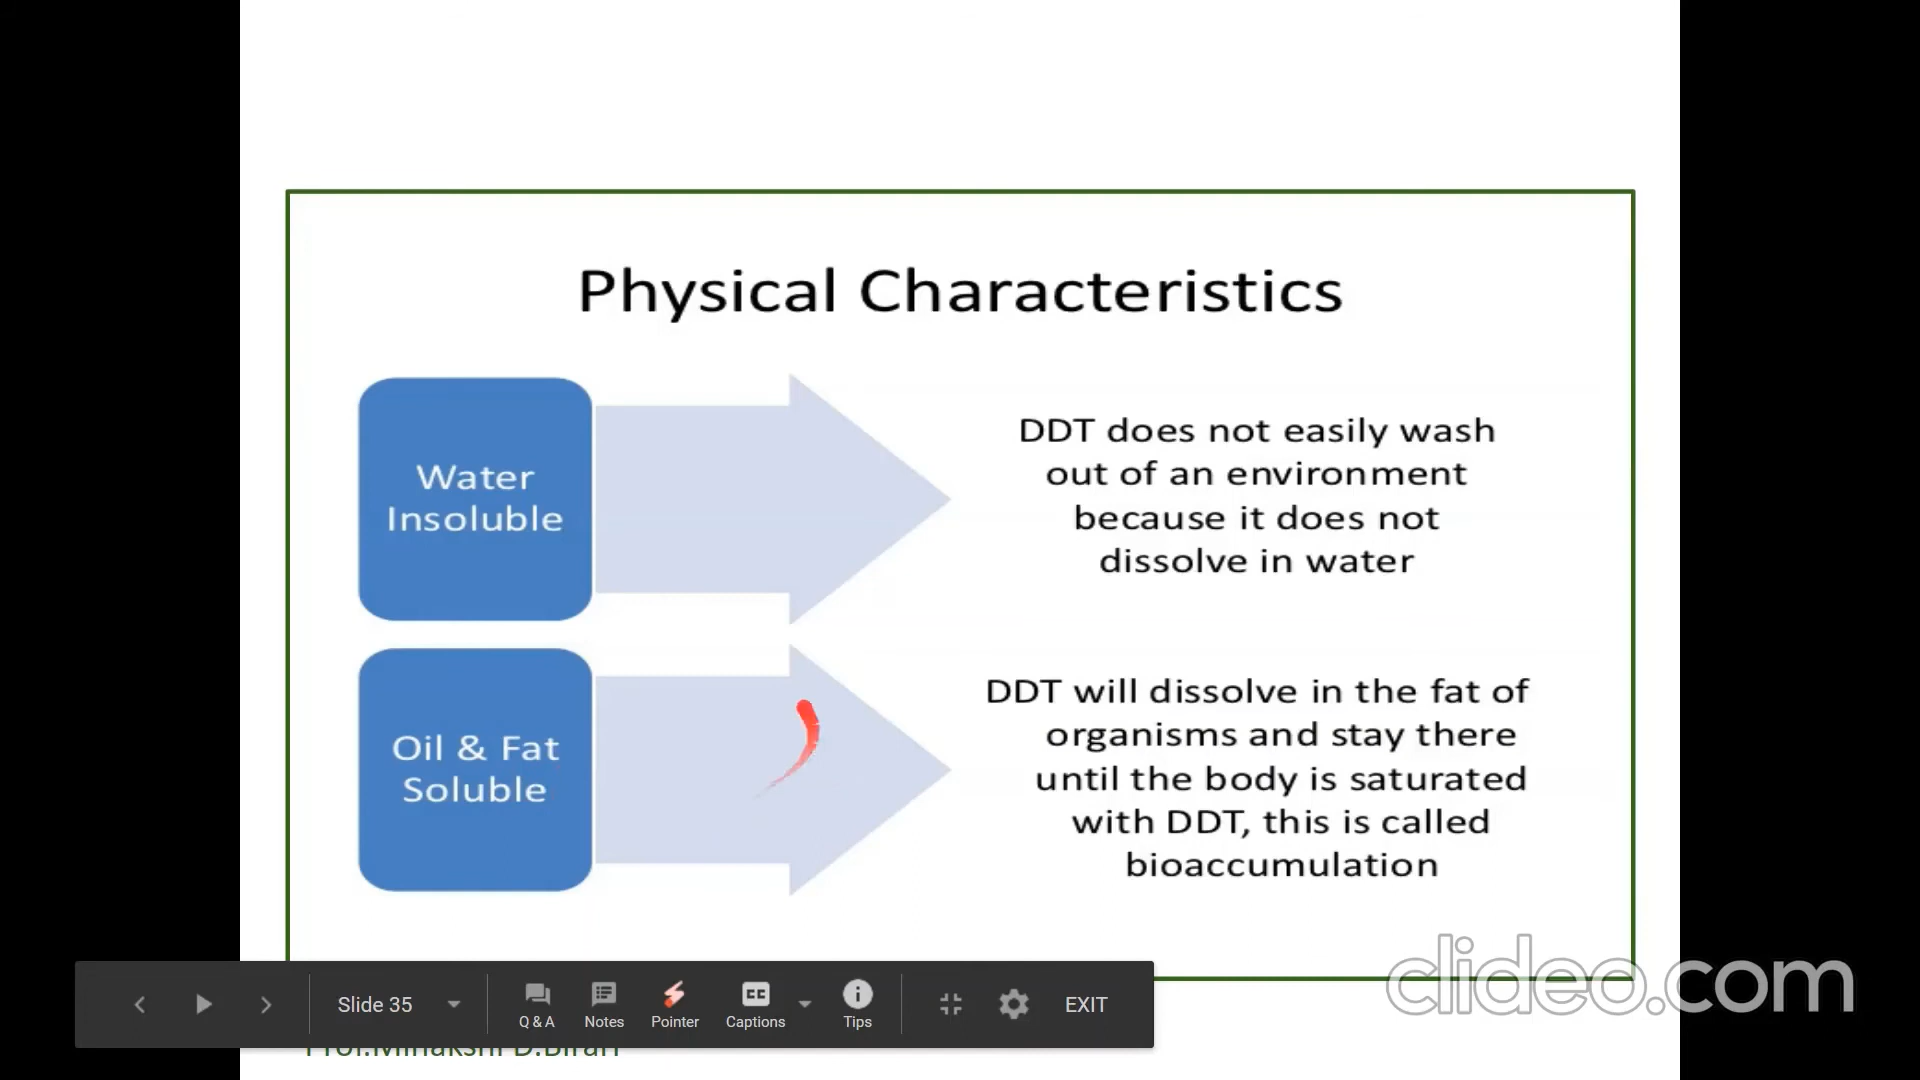 Physical Characteristics
Water
Insoluble
DDT does not easily wash
out of an environment
because it does not
dissolve in water
Oil & Fat
Soluble
DDT will dissolve in the fat of
organisms and stay there
until the body is saturated
with DDT, this is called
bioaccumulation
clideo.com
Slide 35
Q & A
Notes
CC
Pointer
Captions
Tips
EXIT